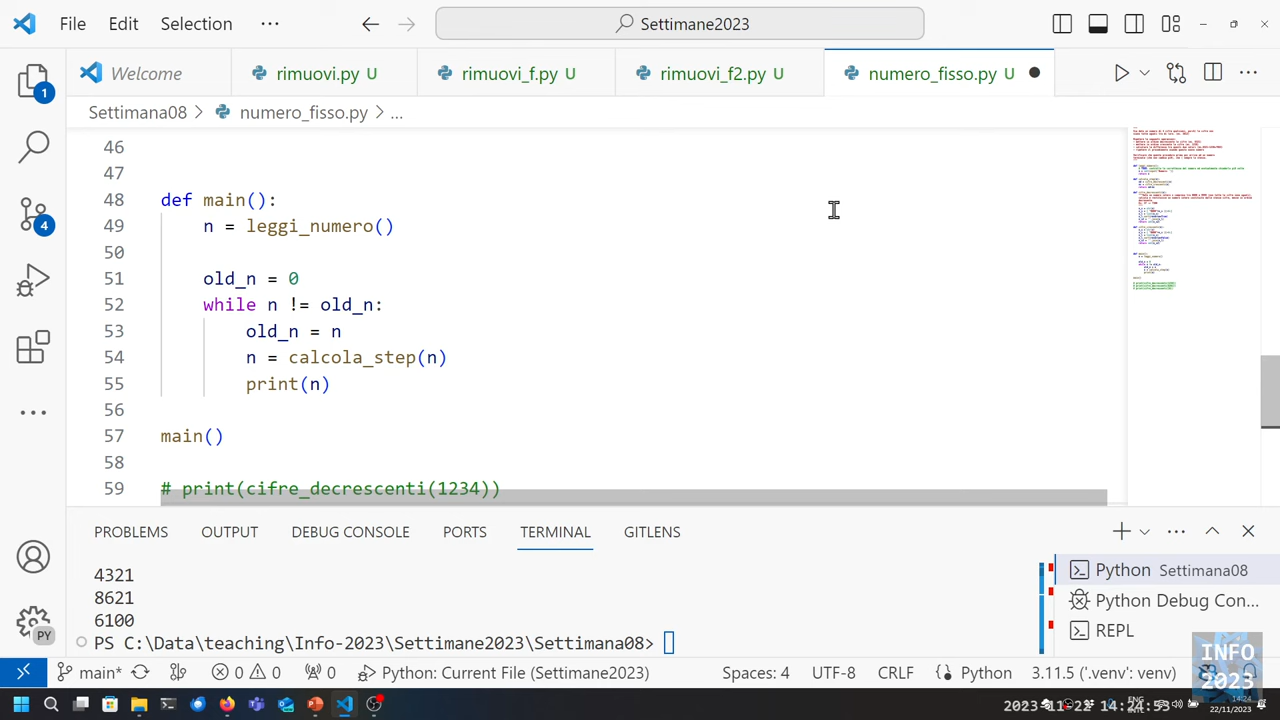 File Edit Selection ··· Settimane2023
Welcome rimuovi.py U rimuovi_f.py U rimuovi_f2.py U numero_fisso.py U
Settimana08 > numero_fisso.py > ...
46
47
48 def main():
49 n = leggi_numero()
50
51 old_n = 0
52 while n != old_n:
53 old_n = n
54 n = calcola_step(n)
55 print(n)
56
57 main()
58
59 # print(cifre_decrescenti(1234))
1
4
PROBLEMS OUTPUT DEBUG CONSOLE PORTS TERMINAL GITLENS
4321
8621
6100
PS C:\Data\teaching\Info-2023\Settimane2023\Settimana08>
Python Settimana08
Python Debug Con...
REPL
PY
INFO
2023
main* 0 0 0 Python: Current File (Settimane2023) Spaces: 4 UTF-8 CRLF Python 3.11.5 ('.venv': venv)
ENG 14:24
22/11/2023